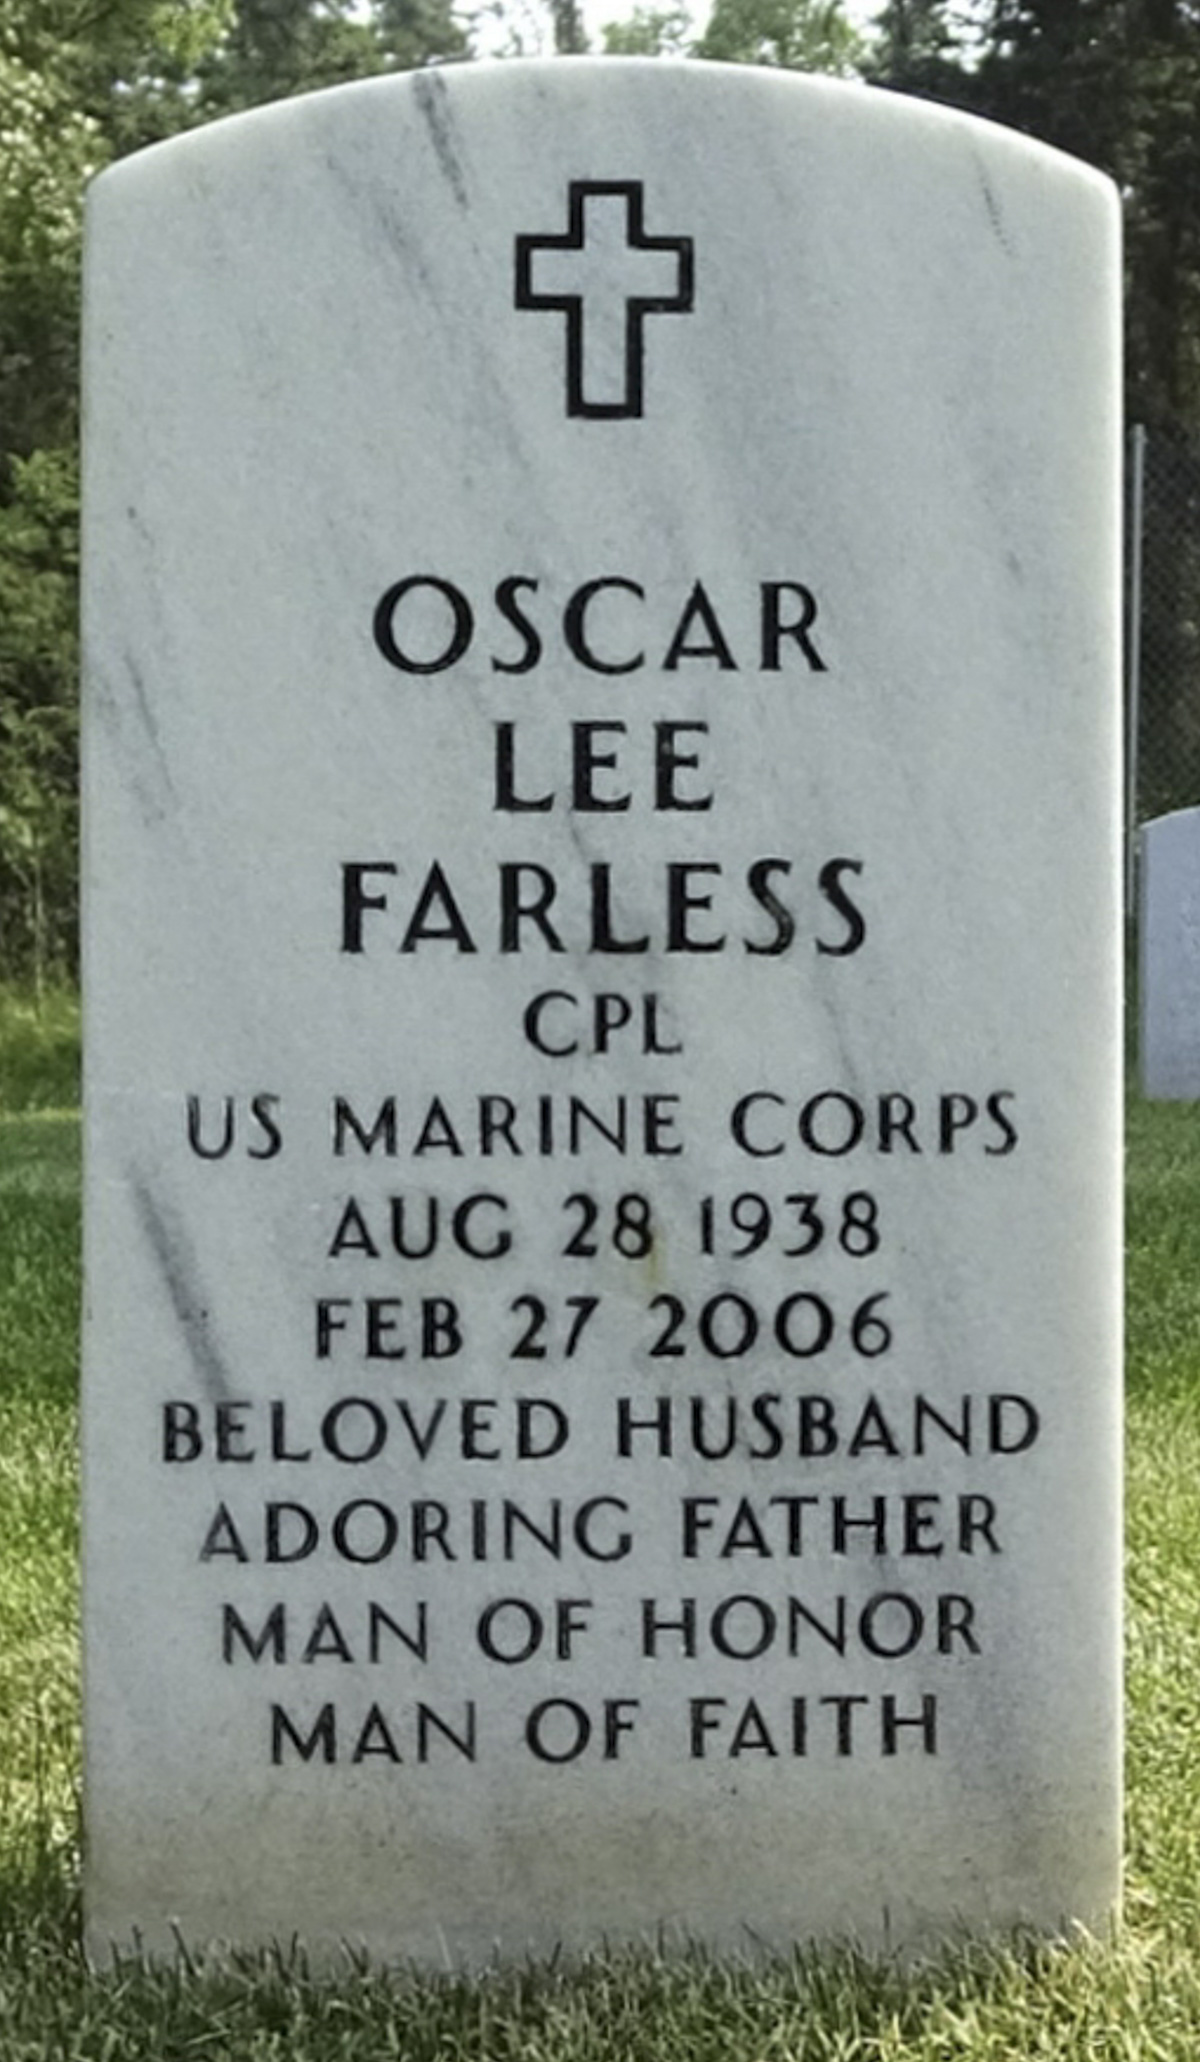 OSCAR
LEE
FARLESS
CPL
US MARINE CORPS
AUG 28 1938
FEB 27 2006
BELOVED HUSBAND
ADORING FATHER
MAN OF HONOR
MAN OF FAITH